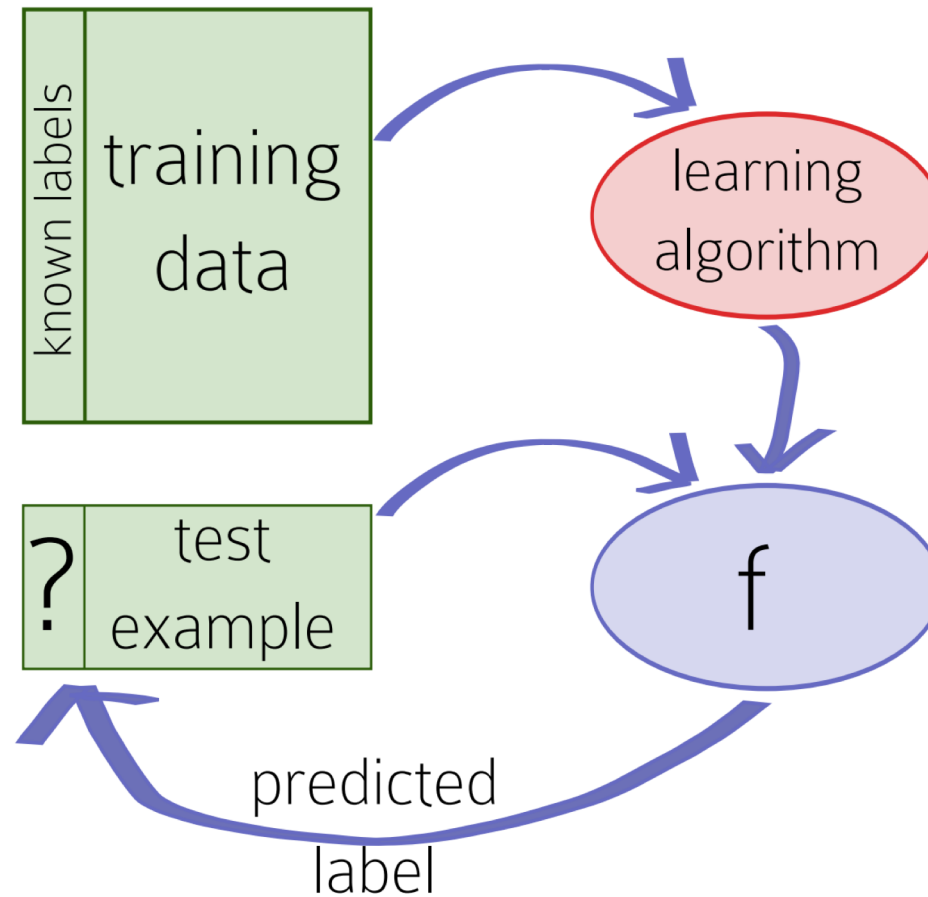 known labels
training
data
learning
algorithm
?
test
example
f
predicted
label